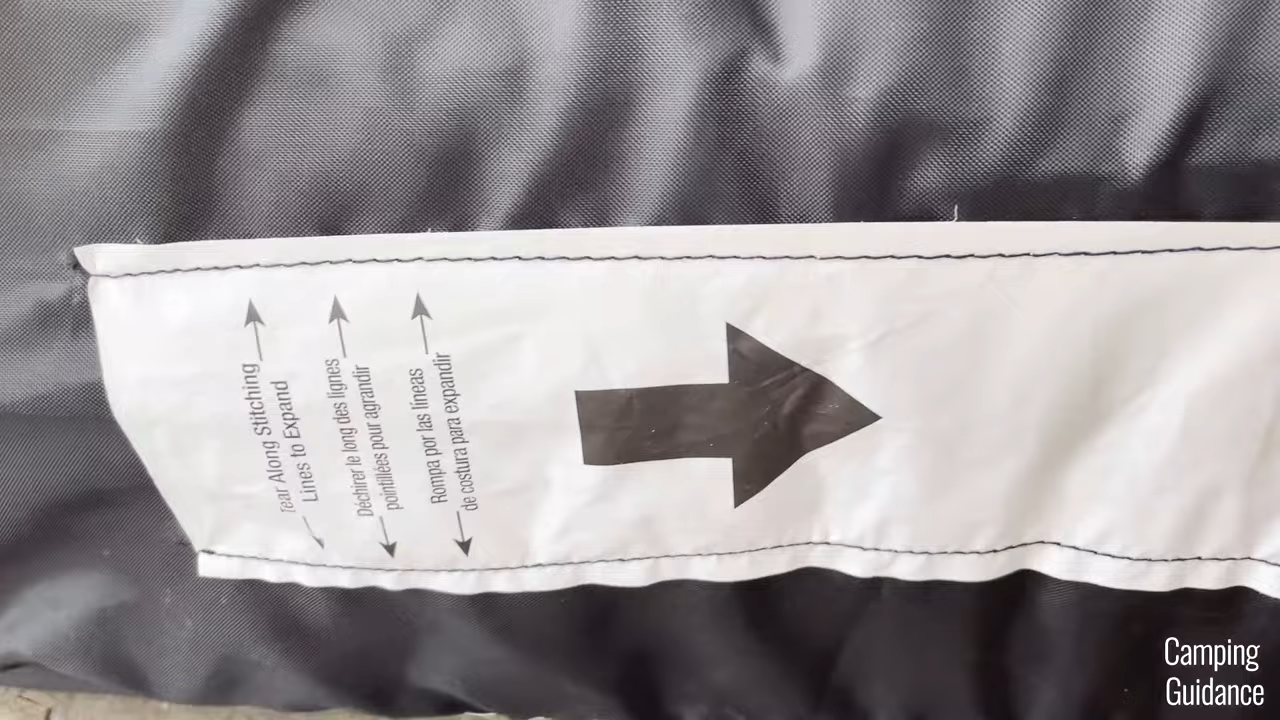 Tear Along Stitching
Lines to Expand
Déchirer le long des lignes
pointillées pour agrandir
Rompa por las líneas
de costura para expandir
Camping
Guidance